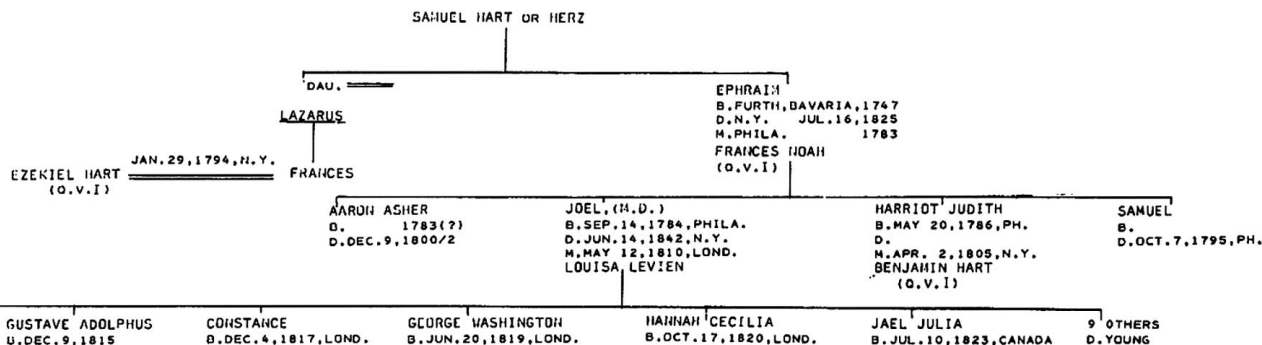 SAMUEL HART OR HERZ
DAU.
LAZARUS
JAN.29,1794,N.Y.
EZEKIEL HART
(Q.V.I)
FRANCES
EPHRAIM
B.FURTH,BAVARIA,1747
D.N.Y. JUL.16,1825
M.PHILA. 1783
FRANCES NOAH
(Q.V.I)
AARON ASHER
B. 1783(?)
D.DEC.9,1800/2
JOEL,(M.D.)
B.SEP.14,1784,PHILA.
D.JUN.14,1842,N.Y.
M.MAY 12,1810,LOND.
LOUISA LEVIEN
HARRIOT JUDITH
B.MAY 20,1786,PH.
D.
M.APR. 2,1805,N.Y.
BENJAMIN HART
(Q.V.I)
SAMUEL
B.
D.OCT.7,1795,PH.
GUSTAVE ADOLPHUS
B.DEC.9,1815
CONSTANCE
B.DEC.4,1817,LOND.
GEORGE WASHINGTON
B.JUN.20,1819,LOND.
HANNAH CECILIA
B.OCT.17,1820,LOND.
JAEL JULIA
B.JUL.10,1823,CANADA
9 OTHERS
D.YOUNG